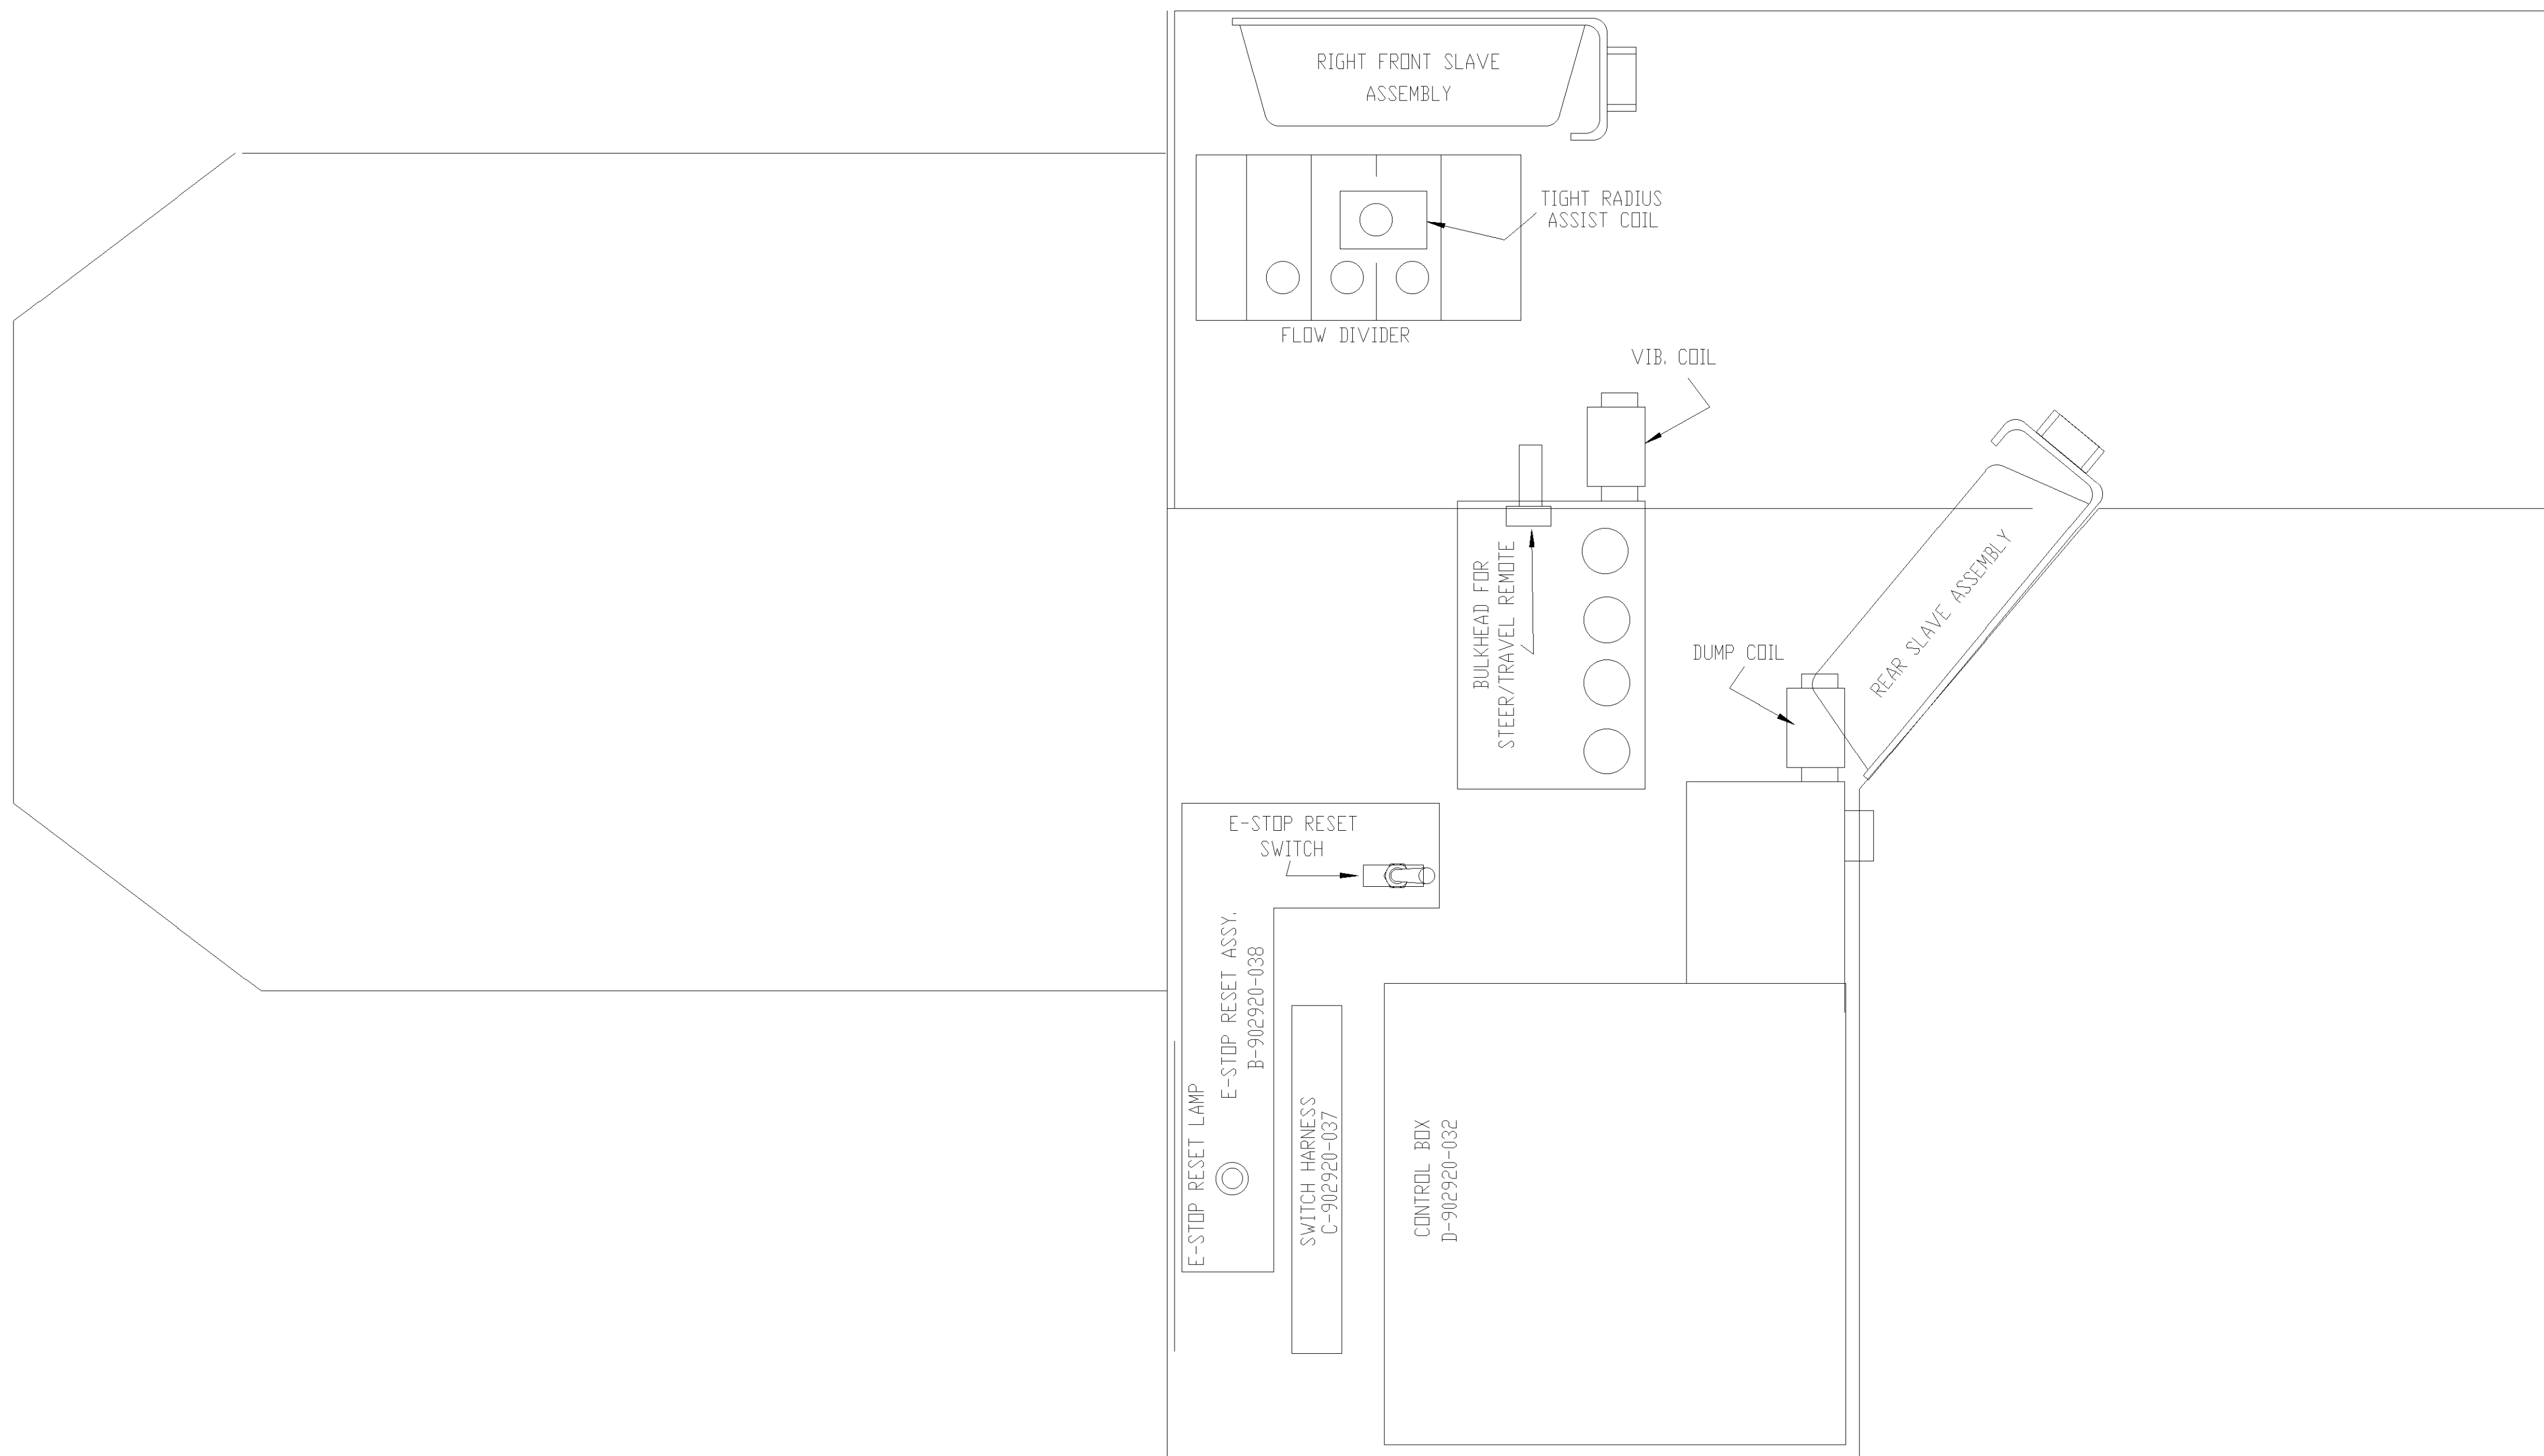 RIGHT FRONT SLAVE
ASSEMBLY
TIGHT RADIUS
ASSIST COIL
FLOW DIVIDER
VIB. COIL
BULKHEAD FOR
STEER/TRAVEL REMOTE
DUMP COIL
REAR SLAVE ASSEMBLY
E-STOP RESET
SWITCH
E-STOP RESET ASSY.
B-902920-038
E-STOP RESET LAMP
SWITCH HARNESS
C-902920-037
CONTROL BOX
D-902920-032